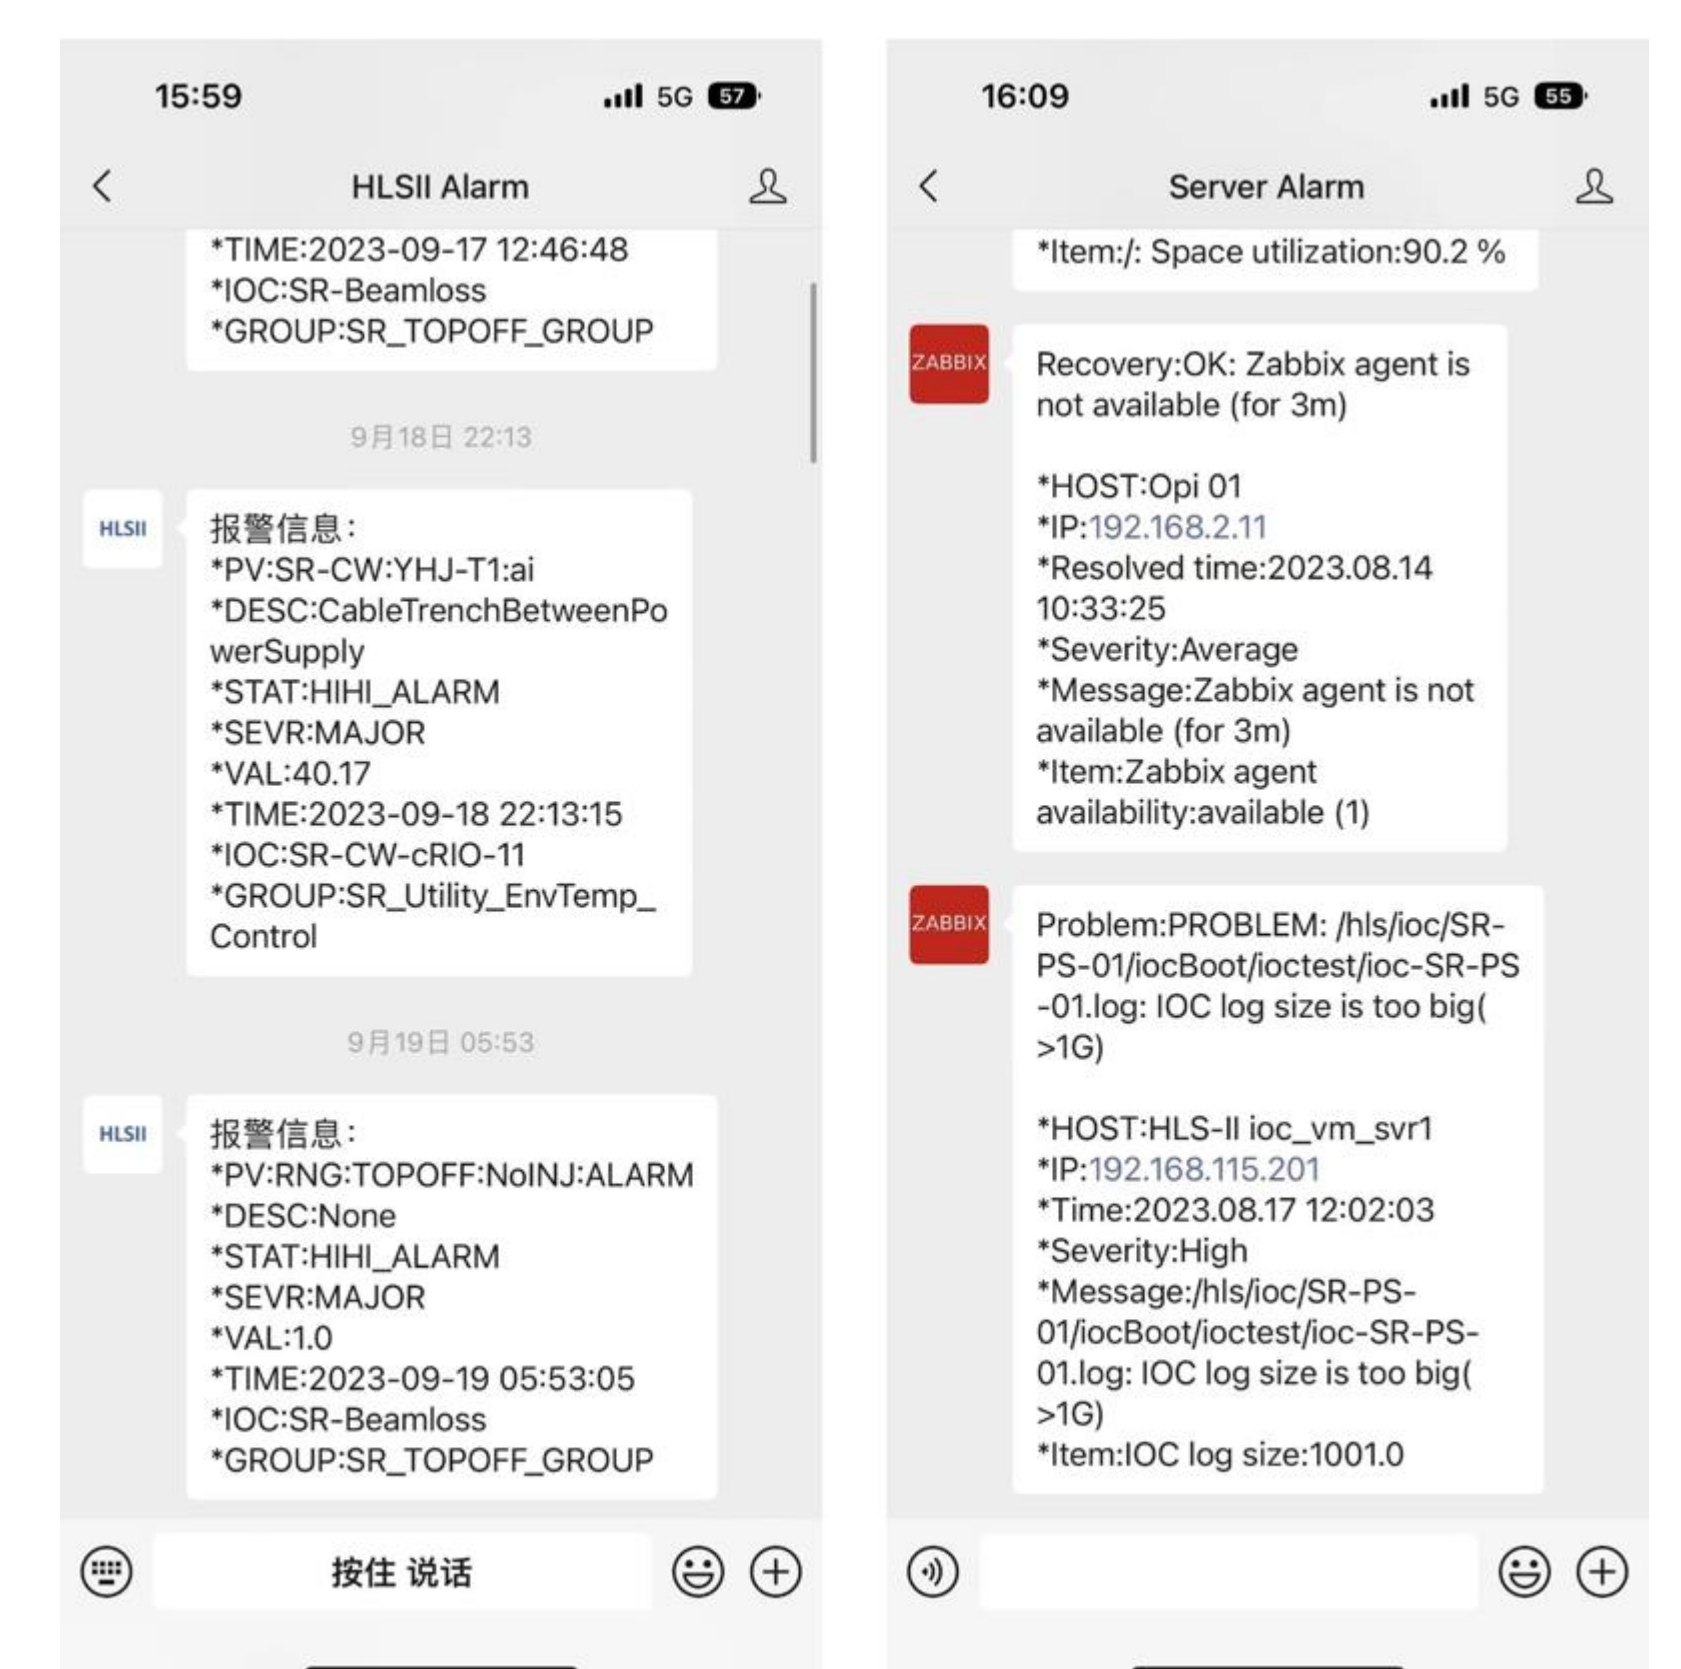 15:59
5G 57
HLSII Alarm
*TIME:2023-09-17 12:46:48
*IOC:SR-Beamloss
*GROUP:SR_TOPOFF_GROUP
9月18日 22:13
HLSII
报警信息：
*PV:SR-CW:YHJ-T1:ai
*DESC:CableTrenchBetweenPo
werSupply
*STAT:HIHI_ALARM
*SEVR:MAJOR
*VAL:40.17
*TIME:2023-09-18 22:13:15
*IOC:SR-CW-cRIO-11
*GROUP:SR_Utility_EnvTemp_
Control
9月19日 05:53
HLSII
报警信息：
*PV:RNG:TOPOFF:NoINJ:ALARM
*DESC:None
*STAT:HIHI_ALARM
*SEVR:MAJOR
*VAL:1.0
*TIME:2023-09-19 05:53:05
*IOC:SR-Beamloss
*GROUP:SR_TOPOFF_GROUP
按住 说话
16:09
5G 55
Server Alarm
*Item:/: Space utilization:90.2 %
ZABBIX
Recovery:OK: Zabbix agent is
not available (for 3m)
*HOST:Opi 01
*IP:192.168.2.11
*Resolved time:2023.08.14
10:33:25
*Severity:Average
*Message:Zabbix agent is not
available (for 3m)
*Item:Zabbix agent
availability:available (1)
ZABBIX
Problem:PROBLEM: /hls/ioc/SR-
PS-01/iocBoot/ioctest/ioc-SR-PS
-01.log: IOC log size is too big(
>1G)
*HOST:HLS-II ioc_vm_svr1
*IP:192.168.115.201
*Time:2023.08.17 12:02:03
*Severity:High
*Message:/hls/ioc/SR-PS-
01/iocBoot/ioctest/ioc-SR-PS-
01.log: IOC log size is too big(
>1G)
*Item:IOC log size:1001.0